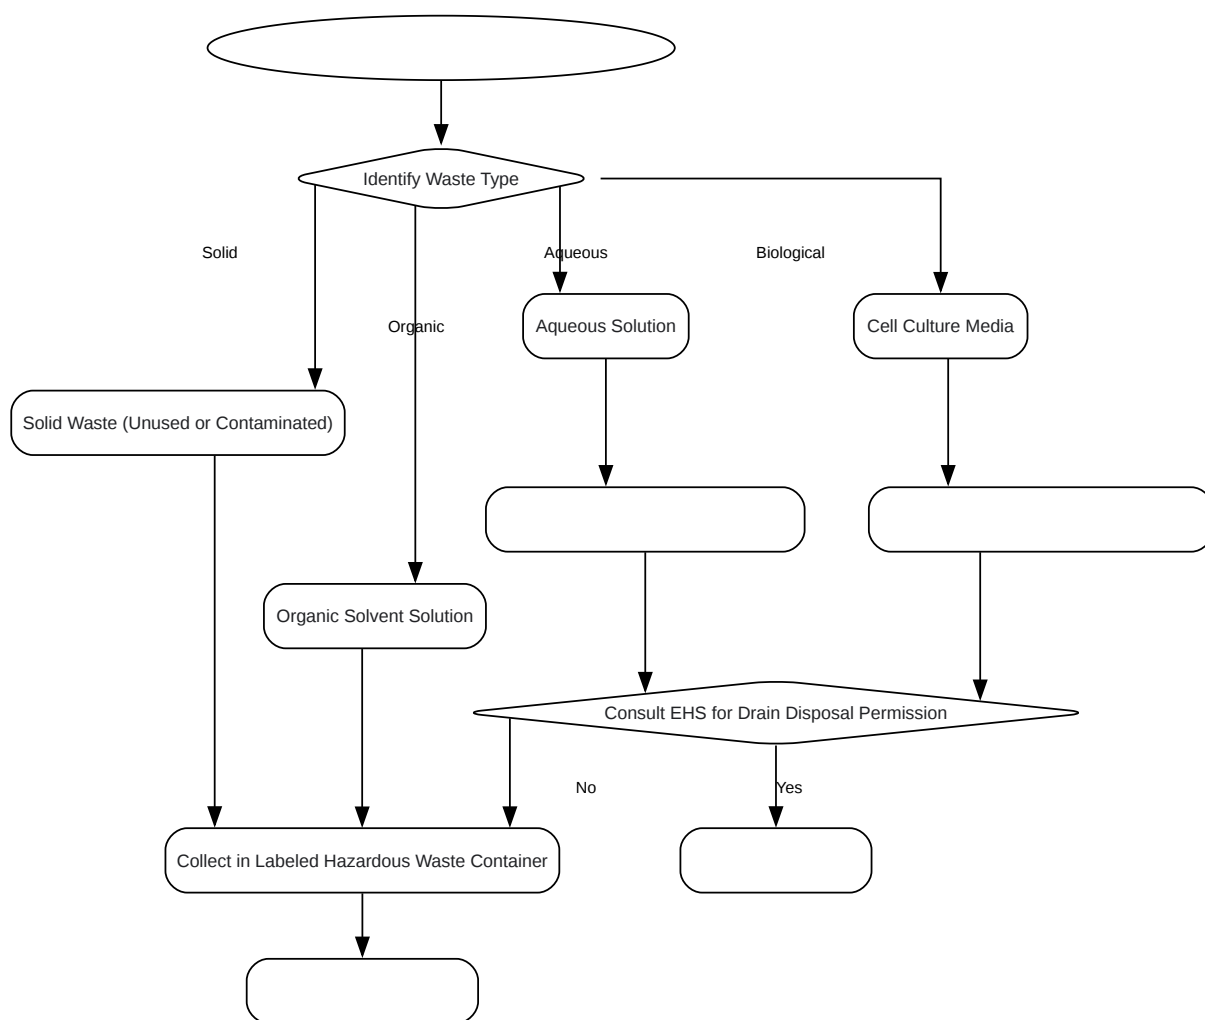 Identify Waste Type
Solid
Aqueous
Biological
Organic
Aqueous Solution
Cell Culture Media
Solid Waste (Unused or Contaminated)
Organic Solvent Solution
Consult EHS for Drain Disposal Permission
No
Yes
Collect in Labeled Hazardous Waste Container